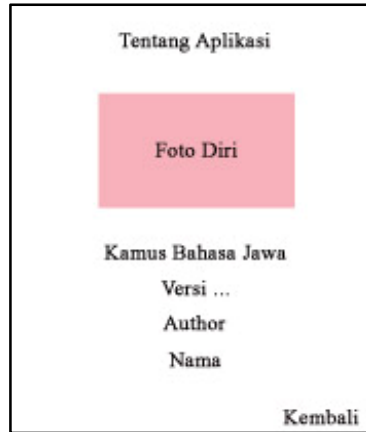 Tentang Aplikasi
Foto Diri
Kamus Bahasa Jawa
Versi ...
Author
Nama
Kembali